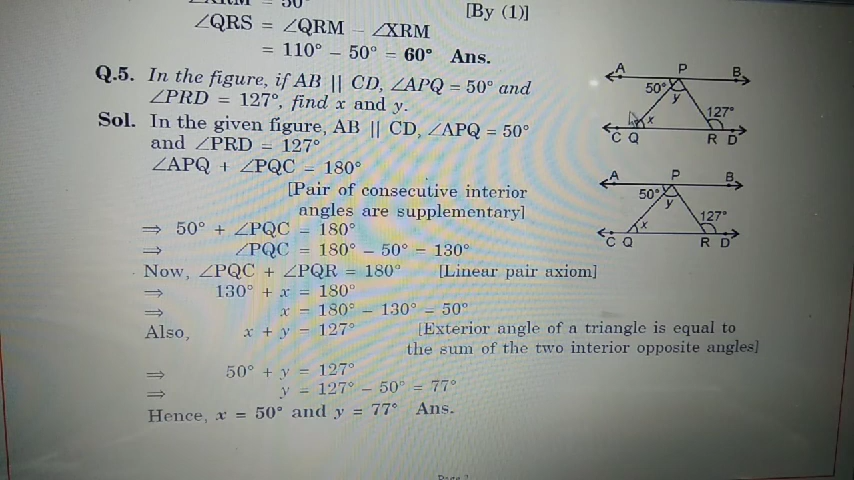 ∠XRM = 50°
[By (1)]
∠QRS = ∠QRM − ∠XRM
= 110° − 50° = 60° Ans.
Q.5. In the figure, if AB || CD, ∠APQ = 50° and
∠PRD = 127°, find x and y.
Sol. In the given figure, AB || CD, ∠APQ = 50°
and ∠PRD = 127°
∠APQ + ∠PQC = 180°
[Pair of consecutive interior
angles are supplementary]
⇒ 50° + ∠PQC = 180°
⇒ ∠PQC = 180° − 50° = 130°
Now, ∠PQC + ∠PQR = 180° [Linear pair axiom]
⇒ 130° + x = 180°
⇒ x = 180° − 130° = 50°
Also, x + y = 127° [Exterior angle of a triangle is equal to
the sum of the two interior opposite angles]
⇒ 50° + y = 127°
⇒ y = 127° − 50° = 77°
Hence, x = 50° and y = 77° Ans.
A P B
50° y
x 127°
C Q R D
A P B
50° y
x 127°
C Q R D